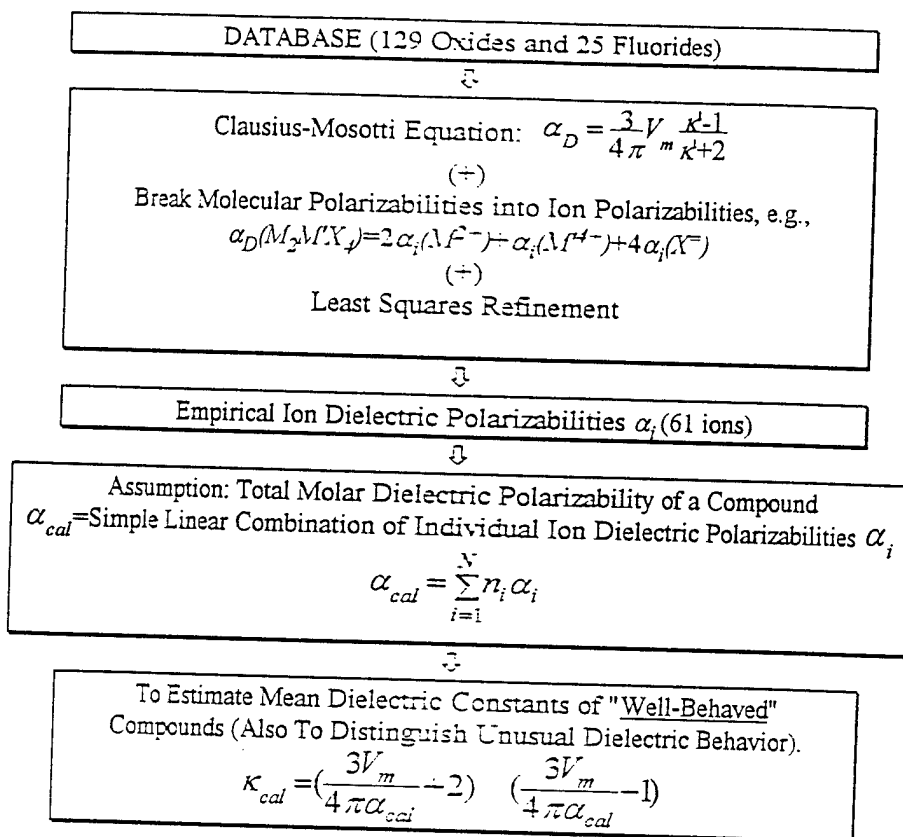 DATABASE (129 Oxides and 25 Fluorides)
⇩
Clausius-Mosotti Equation: α_D = 3/4π V_m κ'-1/κ'+2
(÷)
Break Molecular Polarizabilities into Ion Polarizabilities, e.g.,
α_D(M₂M'X₄)=2α_i(M²⁻)÷α_i(M'⁴⁻)+4α_i(X⁼)
(÷)
Least Squares Refinement
⇩
Empirical Ion Dielectric Polarizabilities α_i (61 ions)
⇩
Assumption: Total Molar Dielectric Polarizability of a Compound
α_cal=Simple Linear Combination of Individual Ion Dielectric Polarizabilities α_i
α_cal = Σ_{i=1}^{N} n_i α_i
⇩
To Estimate Mean Dielectric Constants of "Well-Behaved"
Compounds (Also To Distinguish Unusual Dielectric Behavior).
κ_cal =(3V_m/4πα_cal ÷2) (3V_m/4πα_cal −1)